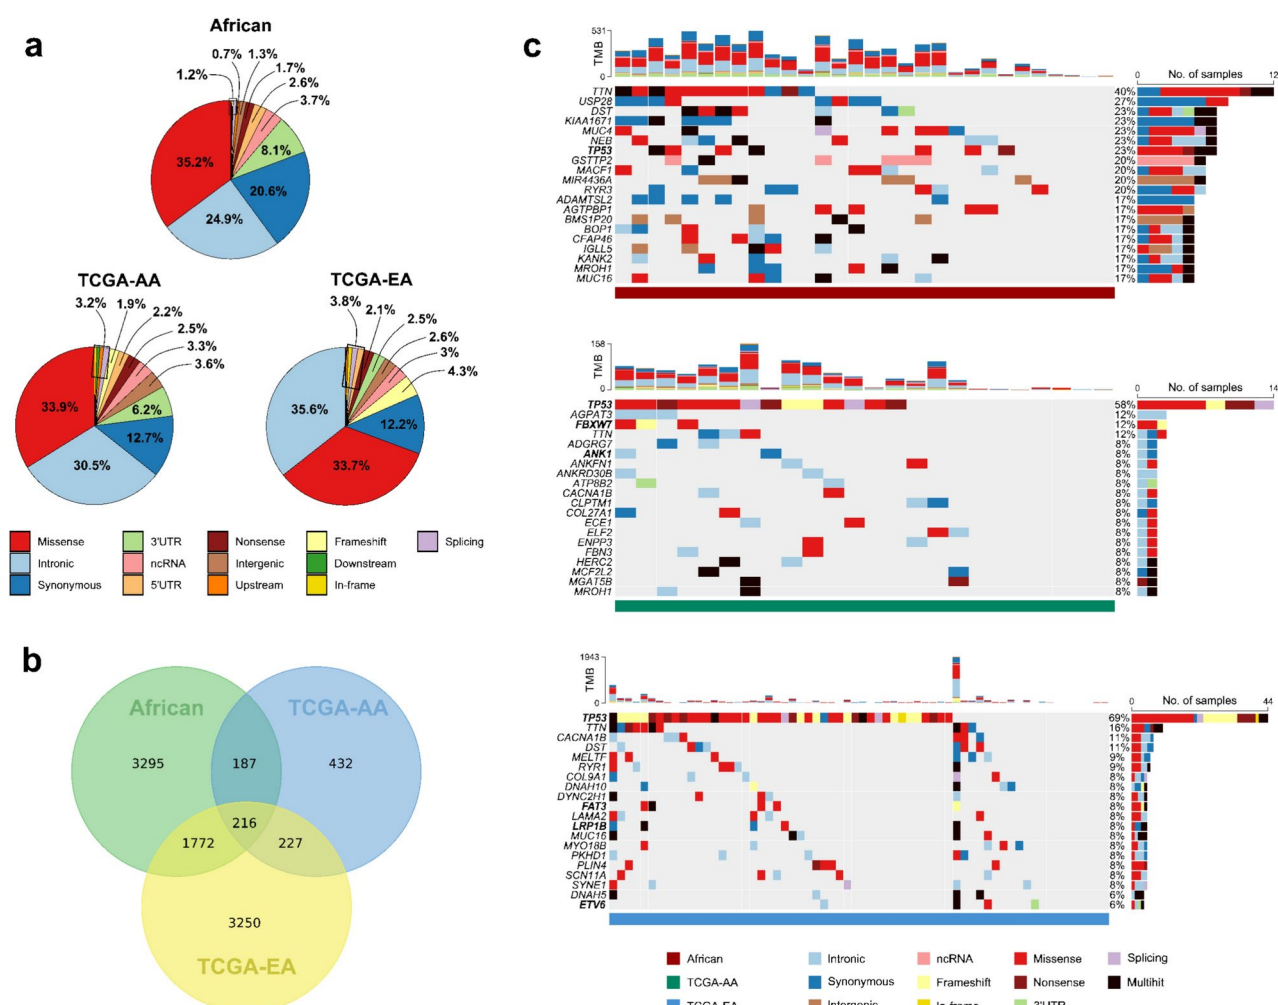 a
African
0.7%
1.3%
1.2%
1.7%
2.6%
3.7%
35.2%
8.1%
20.6%
24.9%
TCGA-AA
3.2%
1.9%
2.2%
2.5%
3.3%
3.6%
33.9%
6.2%
12.7%
30.5%
TCGA-EA
3.8%
2.1%
2.5%
2.6%
3%
4.3%
35.6%
12.2%
33.7%
Missense
3'UTR
Nonsense
Frameshift
Splicing
Intronic
ncRNA
Intergenic
Downstream
Synonymous
5'UTR
Upstream
In-frame
b
African
TCGA-AA
3295
187
432
216
1772
227
3250
TCGA-EA
c
531
TMB
0
No. of samples
0
12
TTN 40%
USP28 27%
DST 23%
KIAA1671 23%
MUC4 23%
NEB 23%
TP53 23%
GSTTP2 20%
MACF1 20%
MIR4436A 20%
RYR3 20%
ADAMTSL2 17%
AGTPBP1 17%
BMS1P20 17%
BOP1 17%
CFAP46 17%
IGLL5 17%
KANK2 17%
MROH1 17%
MUC16 17%
158
TMB
0
No. of samples
0
14
TP53 58%
AGPAT3 12%
FBXW7 12%
TTN 12%
ADGRG7 8%
ANK1 8%
ANKFN1 8%
ANKRD30B 8%
ATP8B2 8%
CACNA1B 8%
CLPTM1 8%
COL27A1 8%
ECE1 8%
ELF2 8%
ENPP3 8%
FBN3 8%
HERC2 8%
MCF2L2 8%
MGAT5B 8%
MROH1 8%
1943
TMB
0
No. of samples
0
44
TP53 69%
TTN 16%
CACNA1B 11%
DST 11%
MELTF 9%
RYR1 9%
COL9A1 8%
DNAH10 8%
DYNC2H1 8%
FAT3 8%
LAMA2 8%
LRP1B 8%
MUC16 8%
MYO18B 8%
PKHD1 8%
PLIN4 8%
SCN11A 8%
SYNE1 8%
DNAH5 6%
ETV6 6%
African
Intronic
ncRNA
Missense
Splicing
TCGA-AA
Synonymous
Frameshift
Nonsense
Multihit
TCGA-EA
Intergenic
In-frame
3'UTR